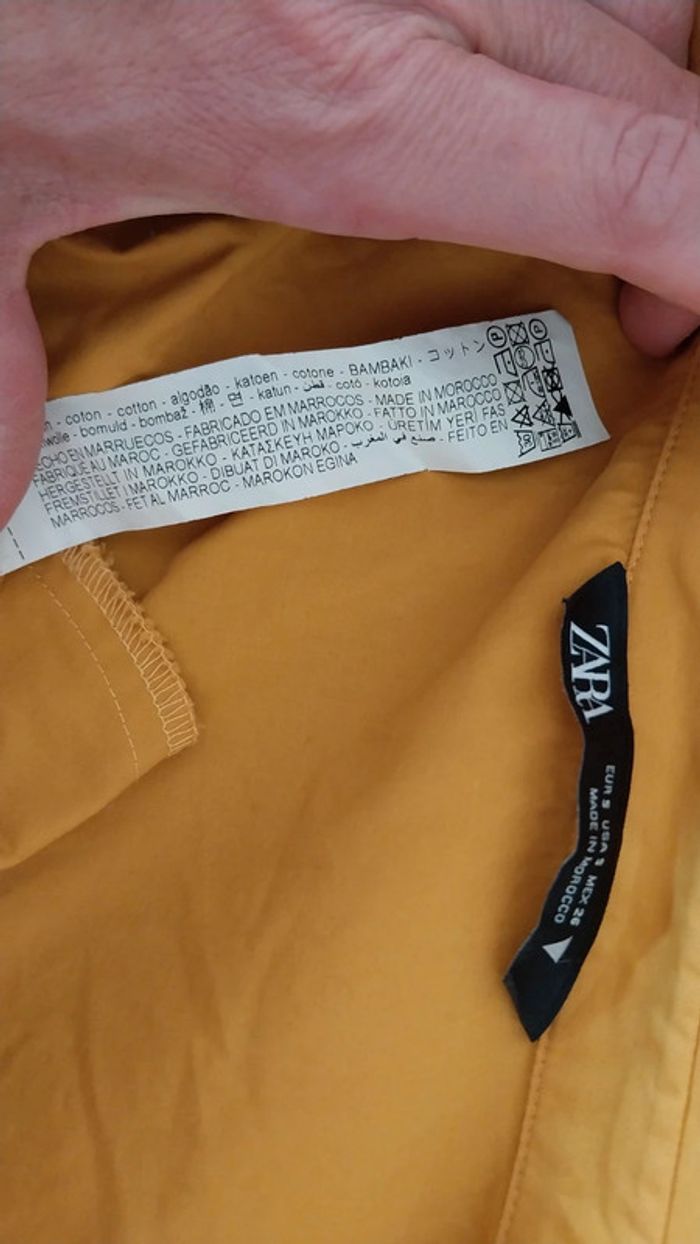 - coton - cotton - algodão - katoen - cotone - BAMBAKI - コットン
bomuld - bombaž - 棉 - 면 - katun - قطن - cotó - kotoia
EN MARRUECOS - FABRICADO EM MARROCOS - MADE IN MOROCCO
FABRIQUÉ AU MAROC - GEFABRICEERD IN MAROKKO - FATTO IN MAROCCO
HERGESTELLT IN MAROKKO - ΚΑΤΑΣΚΕΥΗ ΜΑΡΟΚΟ - ÜRETİM YERİ FAS
FREMSTILLET I MAROKKO - DIBUAT DI MAROKO - صنع في المغرب - FEITO EN
MARROCOS - FET AL MARROC - MAROKON EGINA
ZARA
EUR S USA S MEX 26
MADE IN MOROCCO